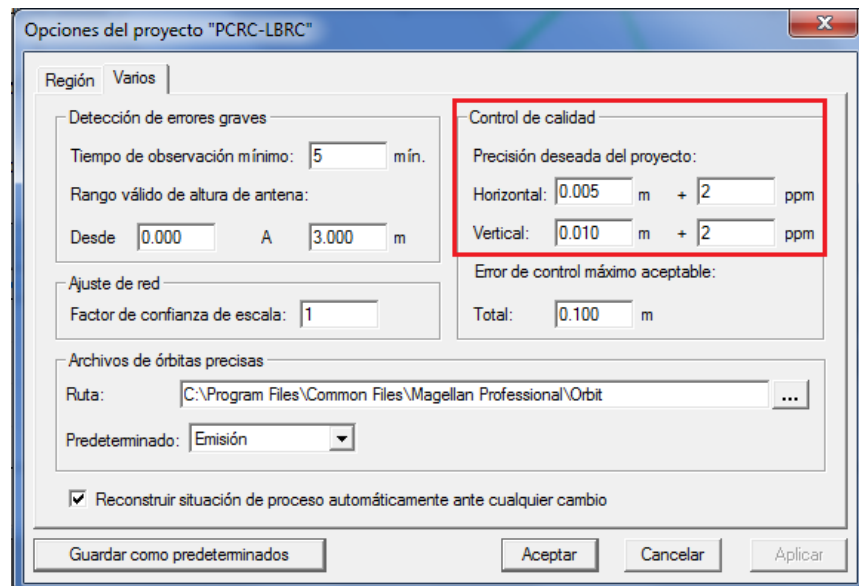 Opciones del proyecto "PCRC-LBRC"
Región Varios
Detección de errores graves
Tiempo de observación mínimo: 5 mín.
Rango válido de altura de antena:
Desde 0.000 A 3.000 m
Ajuste de red
Factor de confianza de escala: 1
Control de calidad
Precisión deseada del proyecto:
Horizontal: 0.005 m + 2 ppm
Vertical: 0.010 m + 2 ppm
Error de control máximo aceptable:
Total: 0.100 m
Archivos de órbitas precisas
Ruta: C:\Program Files\Common Files\Magellan Professional\Orbit ...
Predeterminado: Emisión
Reconstruir situación de proceso automáticamente ante cualquier cambio
Guardar como predeterminados Aceptar Cancelar Aplicar